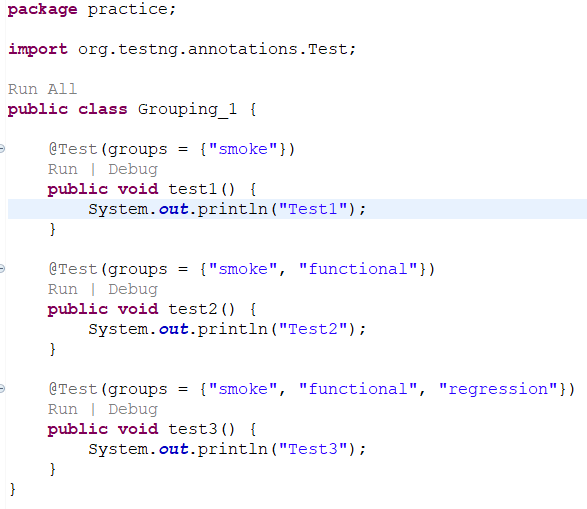 package practice;
import org.testng.annotations.Test;
Run All
public class Grouping_1 {
@Test(groups = {"smoke"})
Run | Debug
public void test1() {
System.out.println("Test1");
}
@Test(groups = {"smoke", "functional"})
Run | Debug
public void test2() {
System.out.println("Test2");
}
@Test(groups = {"smoke", "functional", "regression"})
Run | Debug
public void test3() {
System.out.println("Test3");
}
}